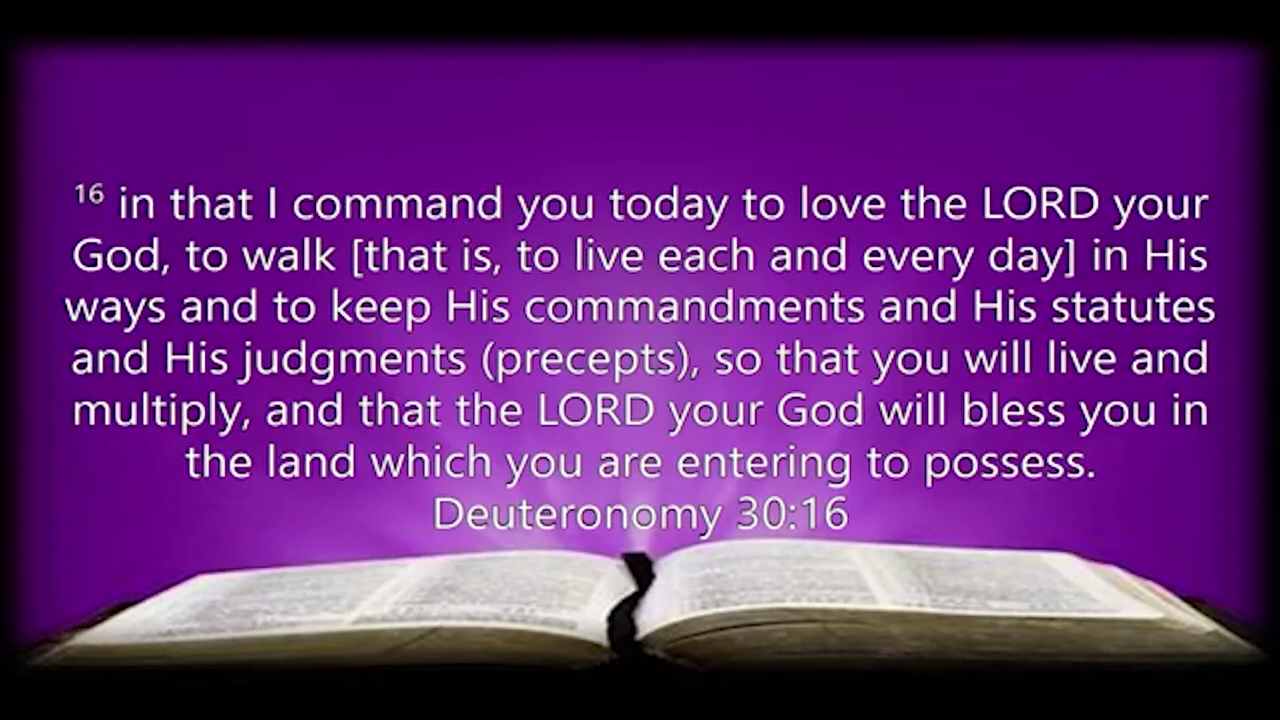 16 in that I command you today to love the LORD your
God, to walk [that is, to live each and every day] in His
ways and to keep His commandments and His statutes
and His judgments (precepts), so that you will live and
multiply, and that the LORD your God will bless you in
the land which you are entering to possess.
Deuteronomy 30:16